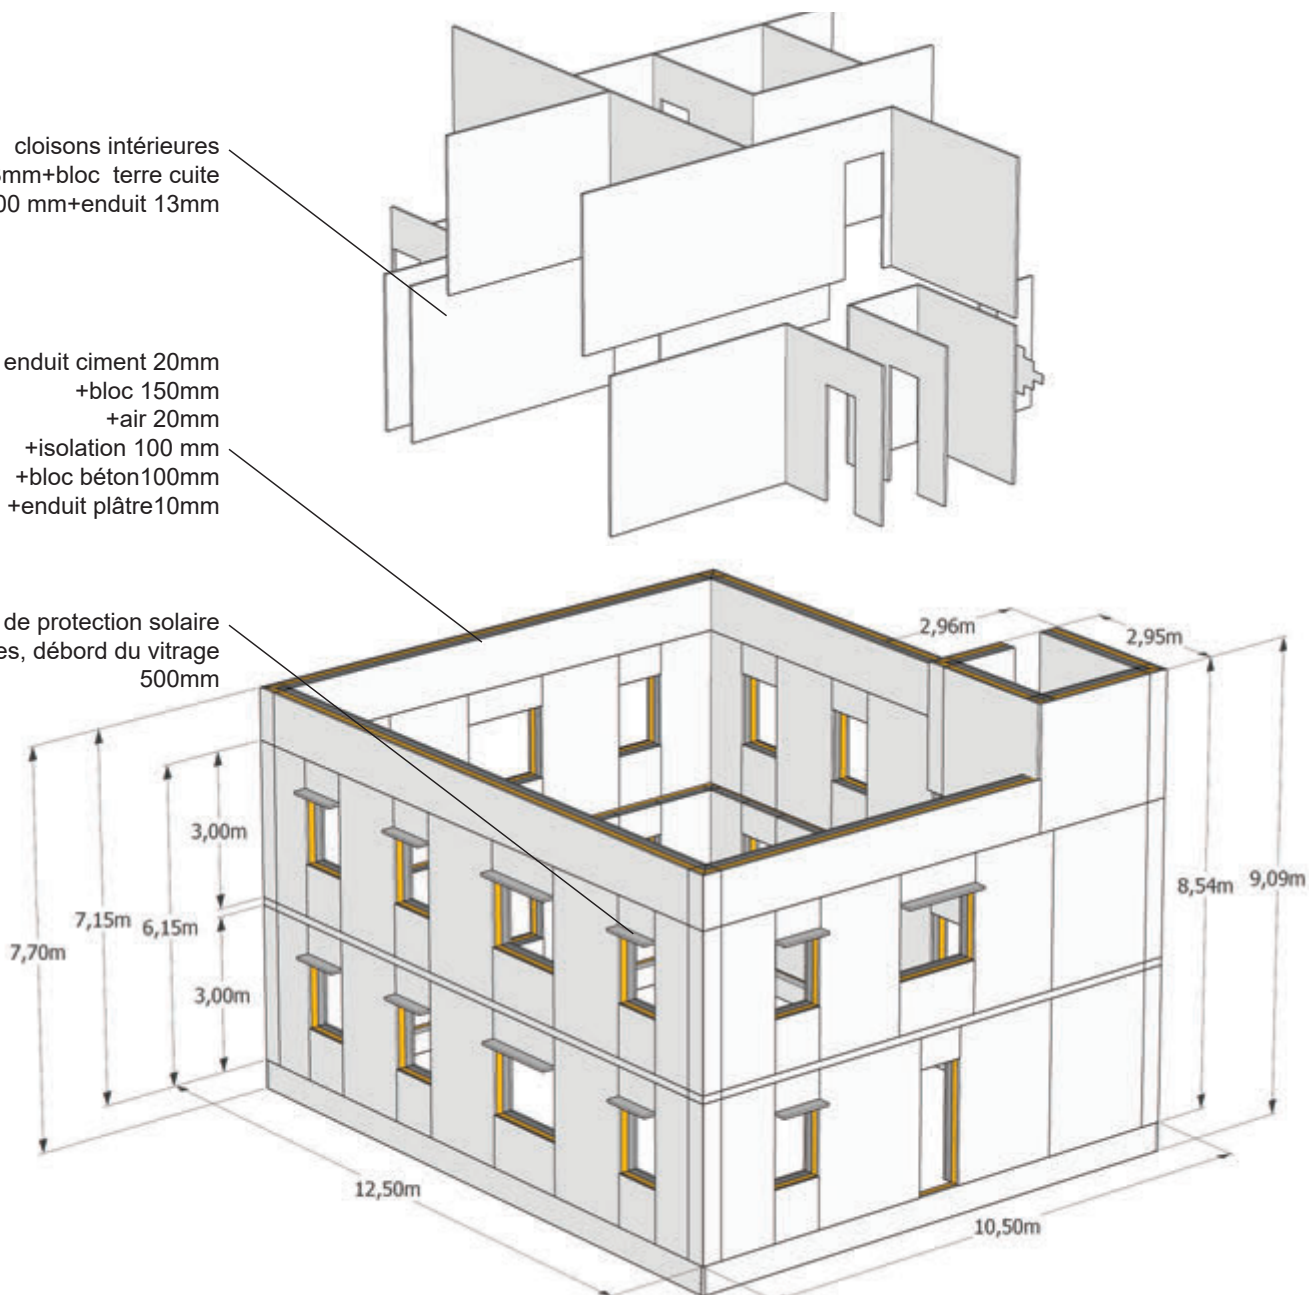 cloisons intérieures
mm+bloc  terre cuite
00 mm+enduit 13mm
enduit ciment 20mm
+bloc 150mm
+air 20mm
+isolation 100 mm
+bloc béton100mm
+enduit plâtre10mm
de protection solaire
es, débord du vitrage
500mm
2,96m
2,95m
3,00m
7,15m
6,15m
7,70m
3,00m
8,54m
9,09m
12,50m
10,50m